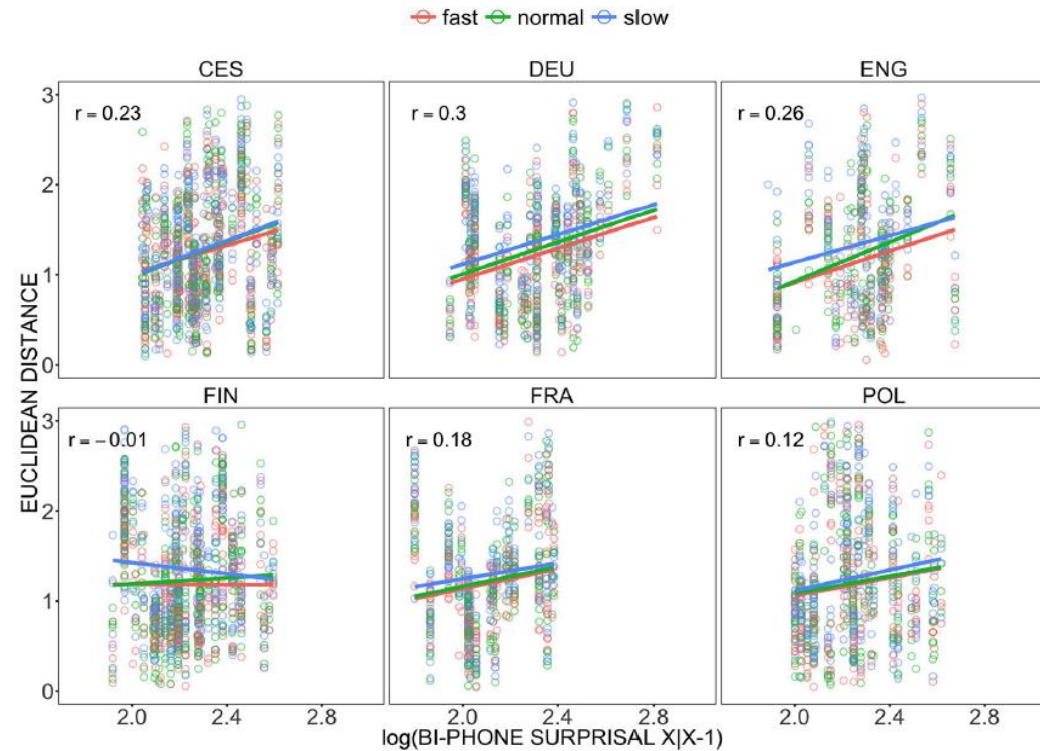 fast normal slow
CES DEU ENG
r = 0.23 r = 0.3 r = 0.26
3
2
1
0
FIN FRA POL
r = −0.01 r = 0.18 r = 0.12
3
2
1
0
EUCLIDEAN DISTANCE
2.0 2.4 2.8 2.0 2.4 2.8 2.0 2.4 2.8
log(BI-PHONE SURPRISAL X|X-1)